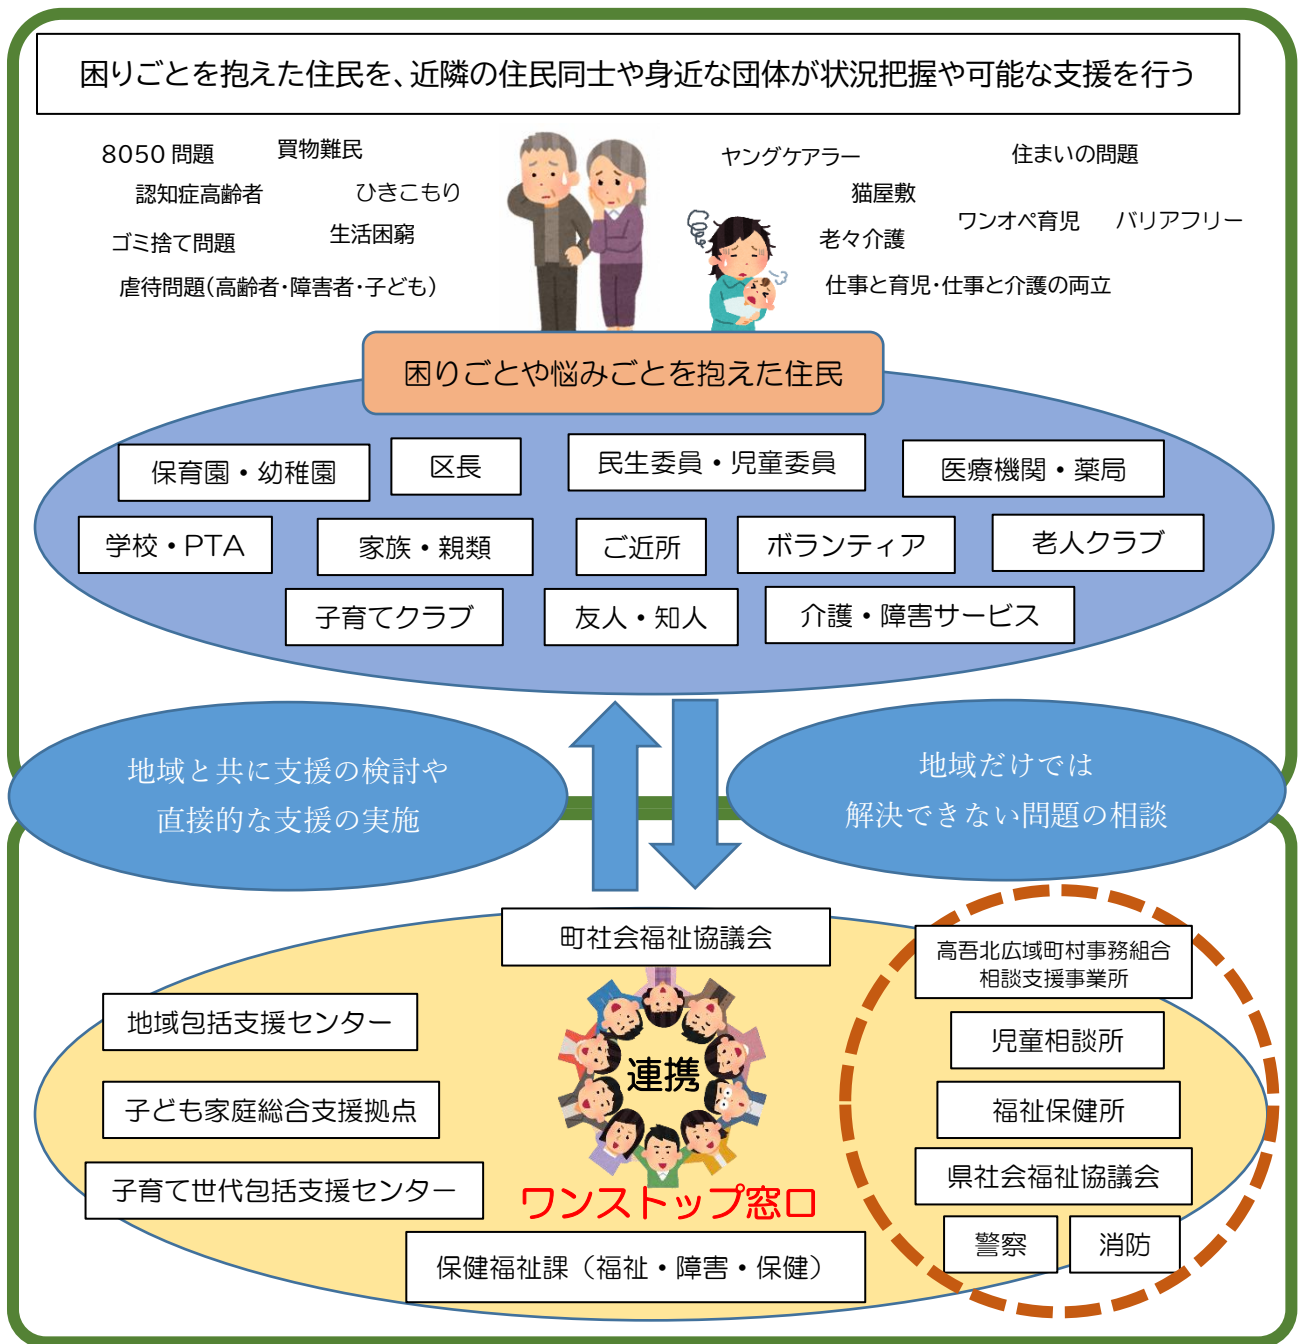 困りごとを抱えた住民を、近隣の住民同士や身近な団体が状況把握や可能な支援を行う
8050問題
買物難民
ヤングケアラー
住まいの問題
認知症高齢者
ひきこもり
猫屋敷
ワンオペ育児
バリアフリー
ゴミ捨て問題
生活困窮
老々介護
虐待問題(高齢者・障害者・子ども)
仕事と育児・仕事と介護の両立
困りごとや悩みごとを抱えた住民
保育園・幼稚園
区長
民生委員・児童委員
医療機関・薬局
学校・PTA
家族・親類
ご近所
ボランティア
老人クラブ
子育てクラブ
友人・知人
介護・障害サービス
地域と共に支援の検討や
直接的な支援の実施
地域だけでは
解決できない問題の相談
町社会福祉協議会
高吾北広域町村事務組合
相談支援事業所
地域包括支援センター
児童相談所
連携
子ども家庭総合支援拠点
福祉保健所
県社会福祉協議会
子育て世代包括支援センター
ワンストップ窓口
警察
消防
保健福祉課（福祉・障害・保健）